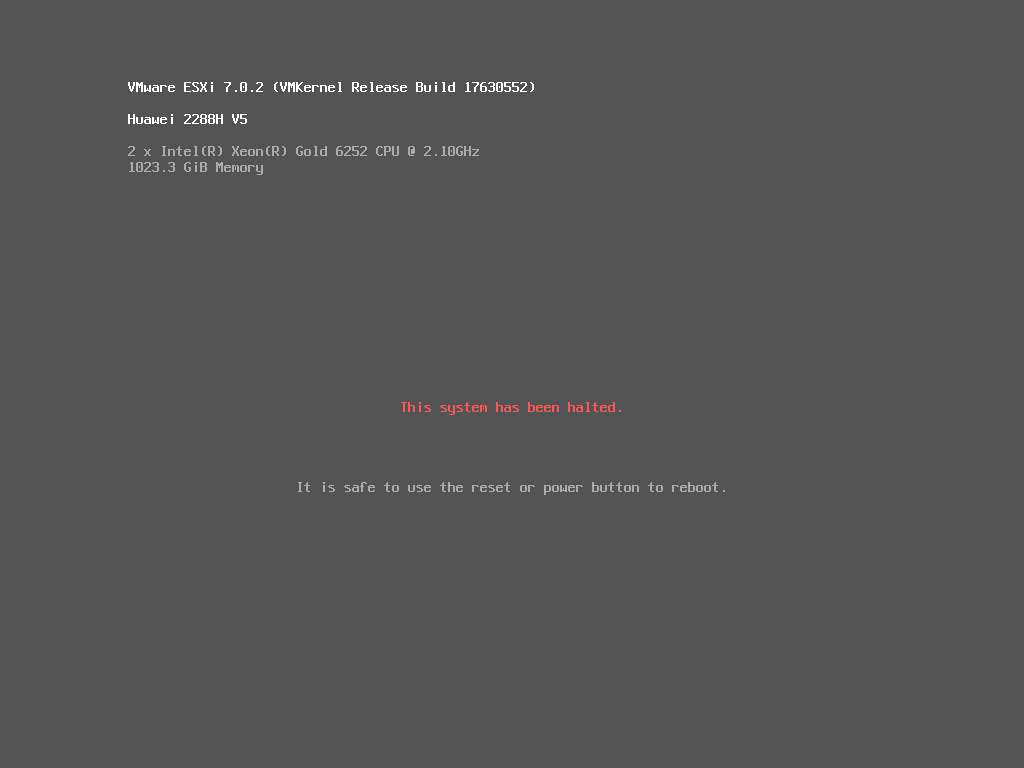 VMware ESXi 7.0.2 (VMKernel Release Build 17630552)
Huawei 2288H V5
2 x Intel(R) Xeon(R) Gold 6252 CPU @ 2.10GHz
1023.3 GiB Memory
This system has been halted.
It is safe to use the reset or power button to reboot.